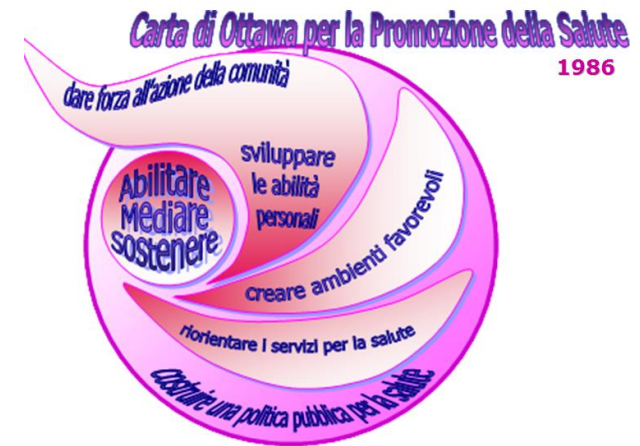 Carta di Ottawa per la Promozione della Salute
1986
dare forza all'azione della comunità
sviluppare
le abilità
personali
Abilitare
Mediare
sostenere
creare ambienti favorevoli
riorientare i servizi per la salute
costruire una politica pubblica per la salute